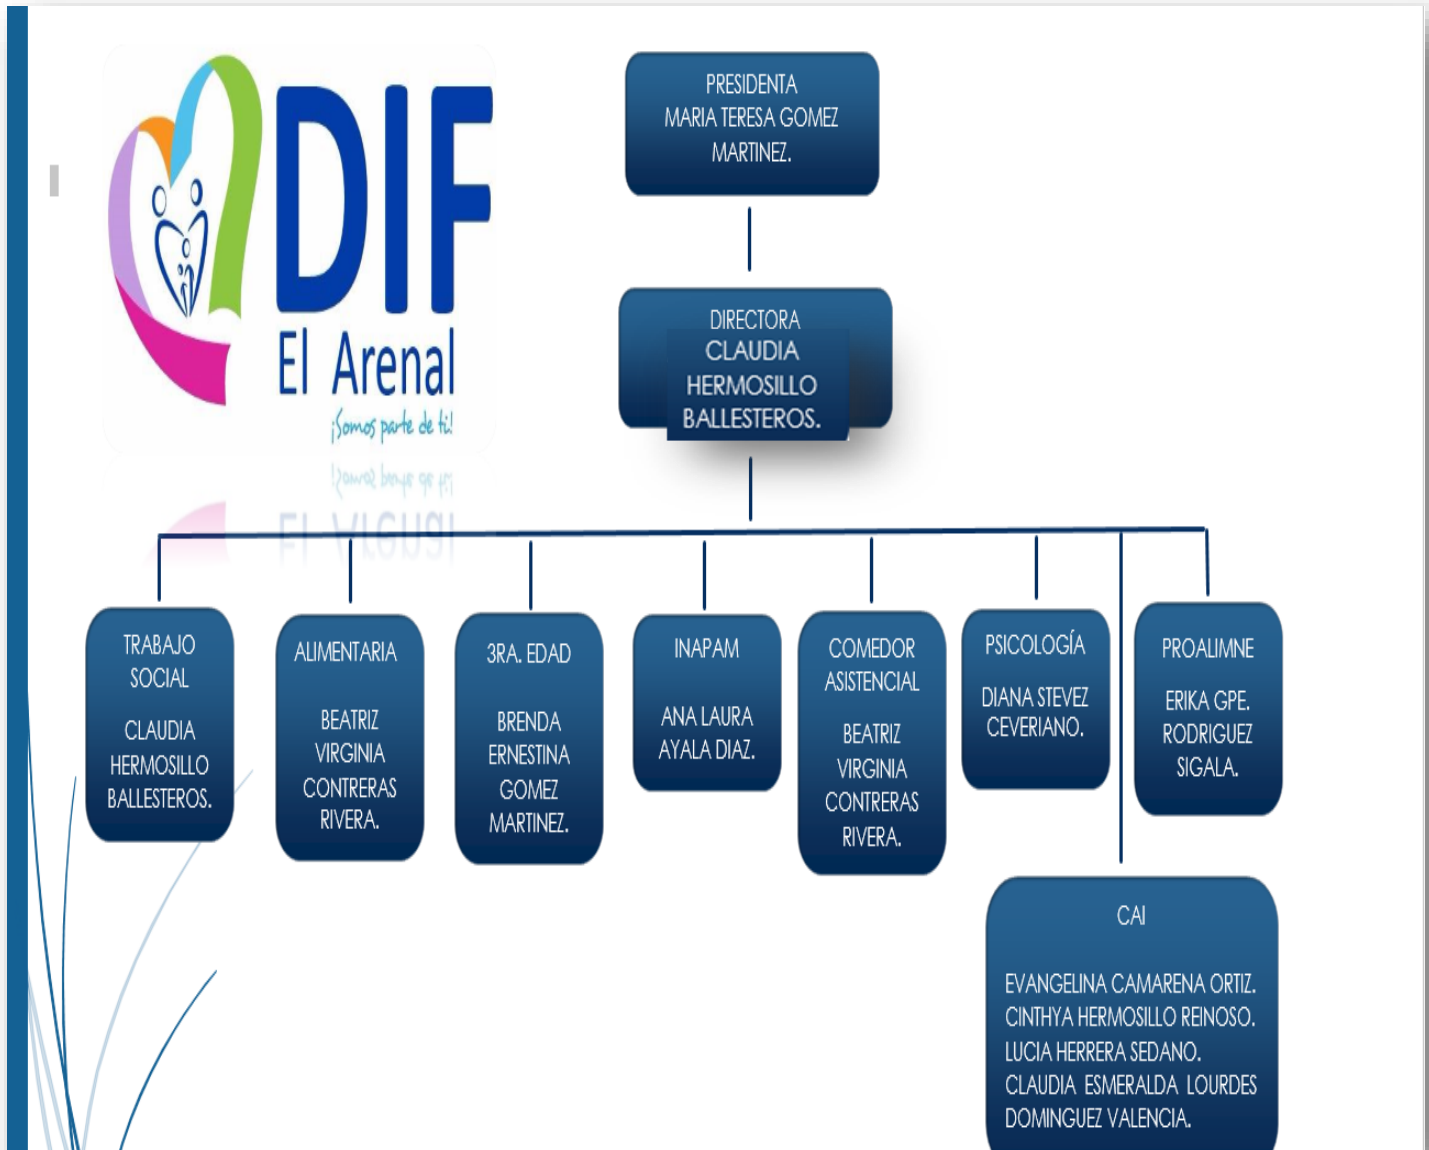 DIF
El Arenal
¡Somos parte de ti!
PRESIDENTA
MARIA TERESA GOMEZ
MARTINEZ.
DIRECTORA
CLAUDIA
HERMOSILLO
BALLESTEROS.
TRABAJO
SOCIAL
CLAUDIA
HERMOSILLO
BALLESTEROS.
ALIMENTARIA
BEATRIZ
VIRGINIA
CONTRERAS
RIVERA.
3RA. EDAD
BRENDA
ERNESTINA
GOMEZ
MARTINEZ.
INAPAM
ANA LAURA
AYALA DIAZ.
COMEDOR
ASISTENCIAL
BEATRIZ
VIRGINIA
CONTRERAS
RIVERA.
PSICOLOGÍA
DIANA STEVEZ
CEVERIANO.
PROALIMNE
ERIKA GPE.
RODRIGUEZ
SIGALA.
CAI
EVANGELINA CAMARENA ORTIZ.
CINTHYA HERMOSILLO REINOSO.
LUCIA HERRERA SEDANO.
CLAUDIA ESMERALDA LOURDES
DOMINGUEZ VALENCIA.